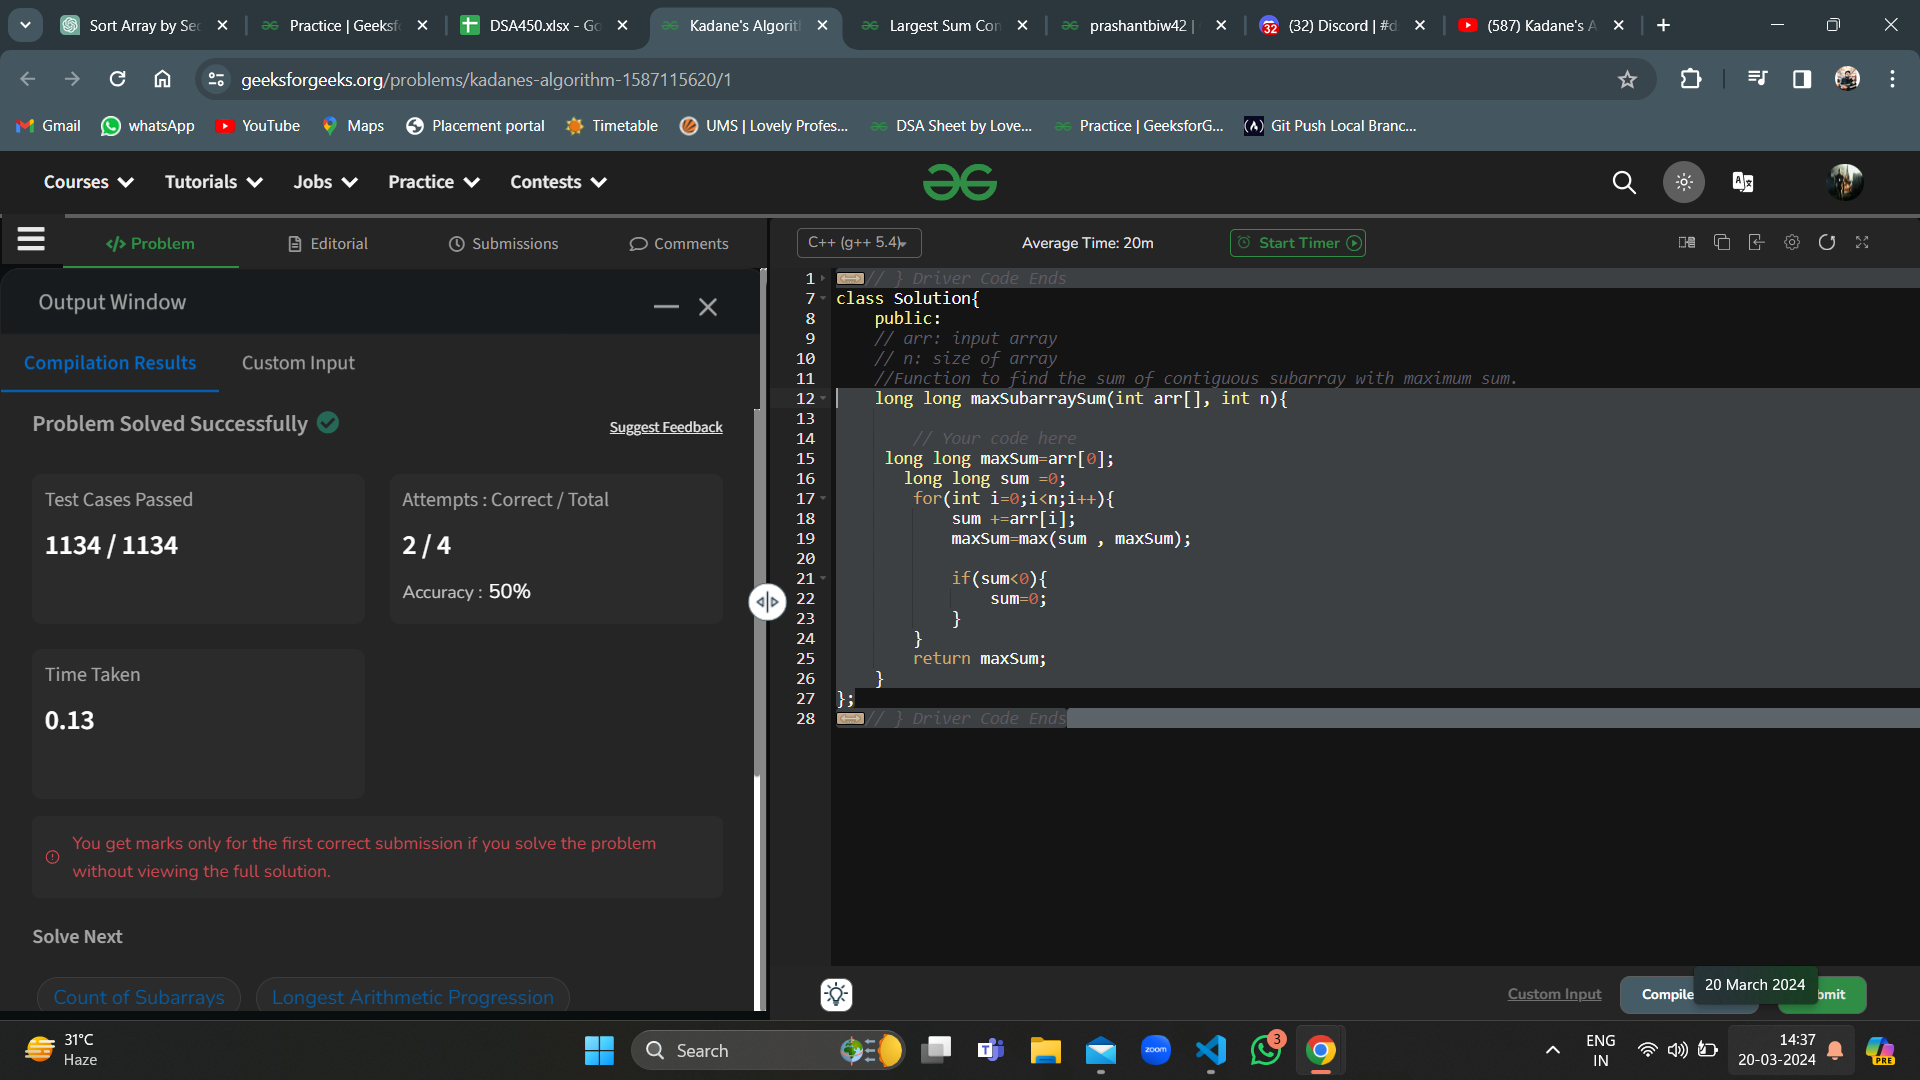 Sort Array by Sec
Practice | Geeksfo
DSA450.xlsx - Go
Kadane's Algorith
Largest Sum Con
prashantbiw42 |
(32) Discord | #d
(587) Kadane's A
geeksforgeeks.org/problems/kadanes-algorithm-1587115620/1
Gmail
whatsApp
YouTube
Maps
Placement portal
Timetable
UMS | Lovely Profes...
DSA Sheet by Love...
Practice | GeeksforG...
Git Push Local Branc...
Courses
Tutorials
Jobs
Practice
Contests
Problem
Editorial
Submissions
Comments
C++ (g++ 5.4)
Average Time: 20m
Start Timer
Output Window
Compilation Results
Custom Input
Problem Solved Successfully
Suggest Feedback
Test Cases Passed
1134 / 1134
Attempts : Correct / Total
2 / 4
Accuracy : 50%
Time Taken
0.13
You get marks only for the first correct submission if you solve the problem
without viewing the full solution.
Solve Next
Count of Subarrays
Longest Arithmetic Progression
1 // } Driver Code Ends
7 class Solution{
8 public:
9 // arr: input array
10 // n: size of array
11 //Function to find the sum of contiguous subarray with maximum sum.
12 long long maxSubarraySum(int arr[], int n){
13
14 // Your code here
15 long long maxSum=arr[0];
16 long long sum =0;
17 for(int i=0;i<n;i++){
18 sum +=arr[i];
19 maxSum=max(sum , maxSum);
20
21 if(sum<0){
22 sum=0;
23 }
24 }
25 return maxSum;
26 }
27 };
28 // } Driver Code Ends
Custom Input
Compile
20 March 2024
mit
31°C
Haze
Search
zoom
3
ENG
IN
14:37
20-03-2024
PRE